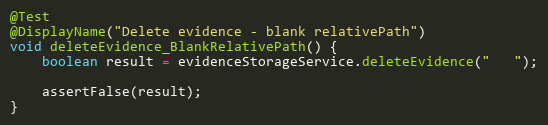 @Test
@DisplayName("Delete evidence - blank relativePath")
void deleteEvidence_BlankRelativePath() {
    boolean result = evidenceStorageService.deleteEvidence("   ");

    assertFalse(result);
}